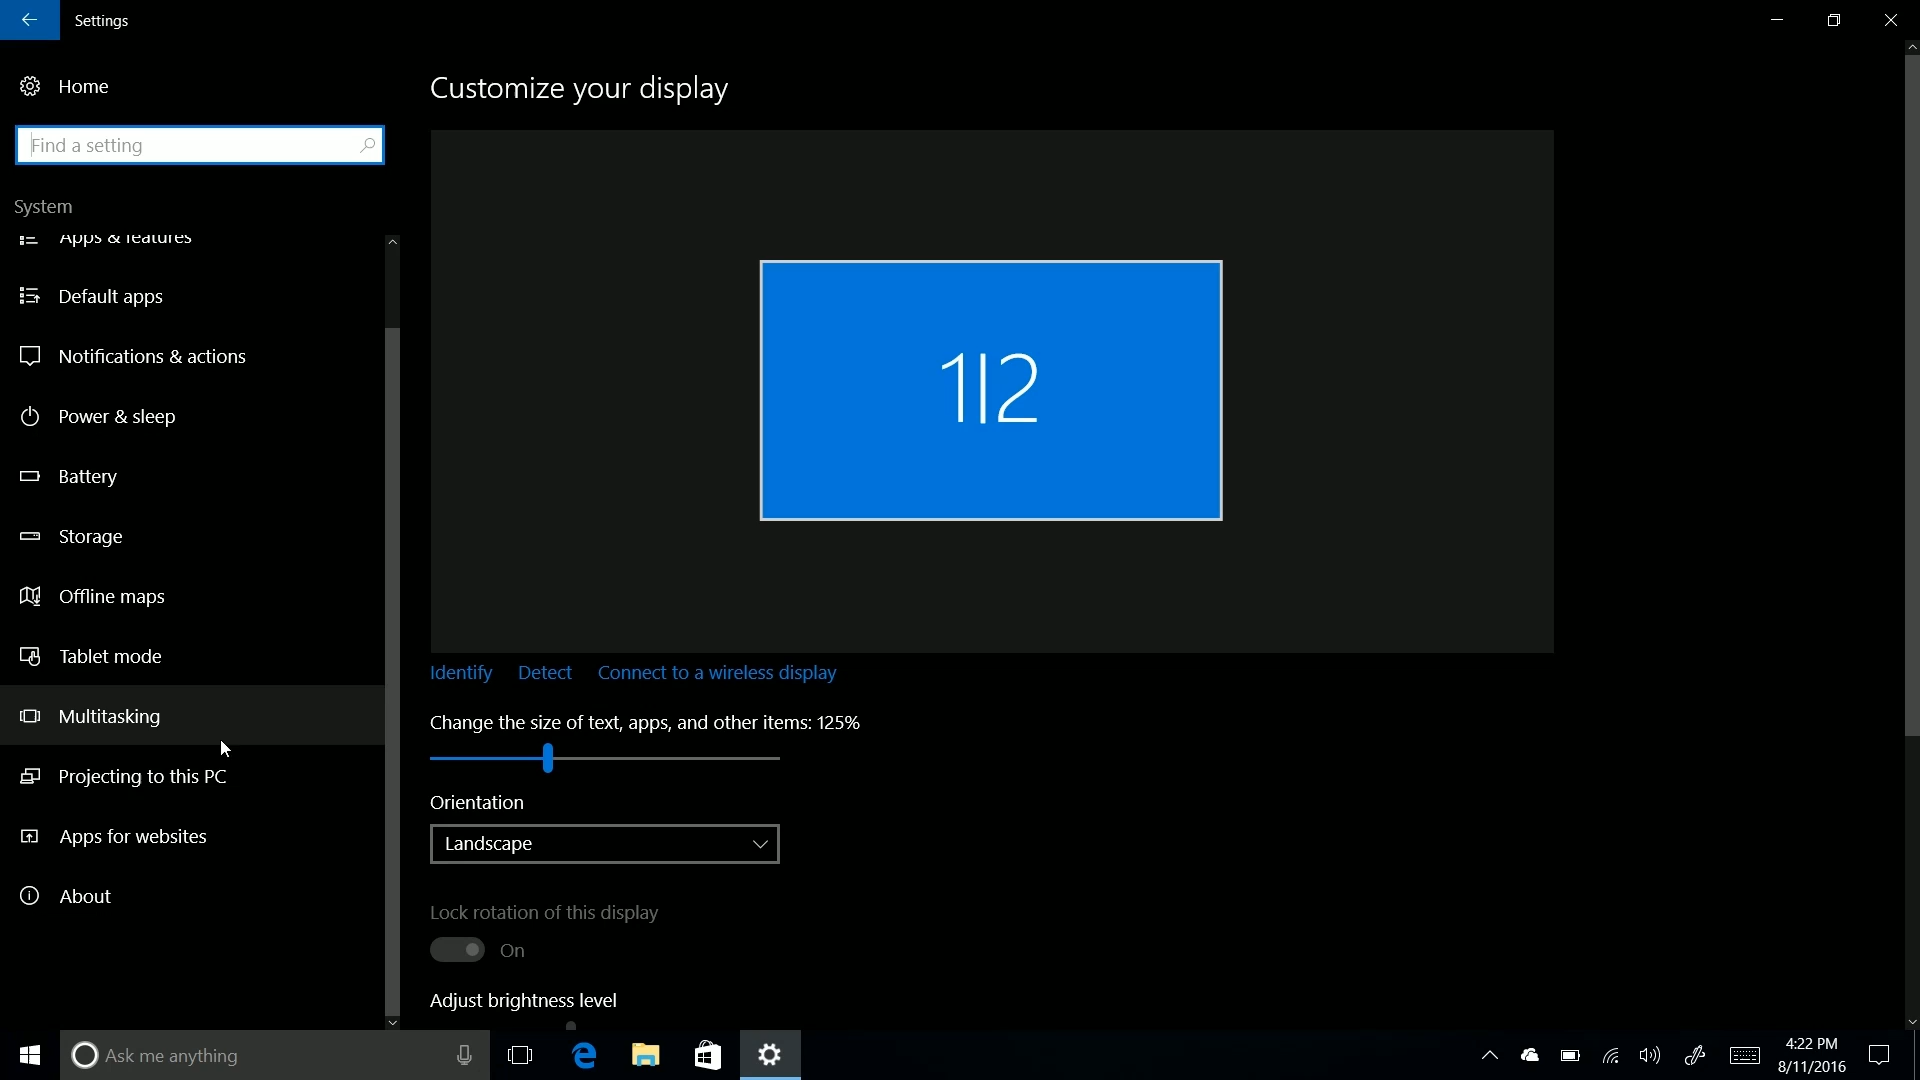 Settings
Home
Find a setting
System
Apps & features
Default apps
Notifications & actions
Power & sleep
Battery
Storage
Offline maps
Tablet mode
Multitasking
Projecting to this PC
Apps for websites
About
Customize your display
1|2
Identify Detect Connect to a wireless display
Change the size of text, apps, and other items: 125%
Orientation
Landscape
Lock rotation of this display
On
Adjust brightness level
Ask me anything
4:22 PM
8/11/2016